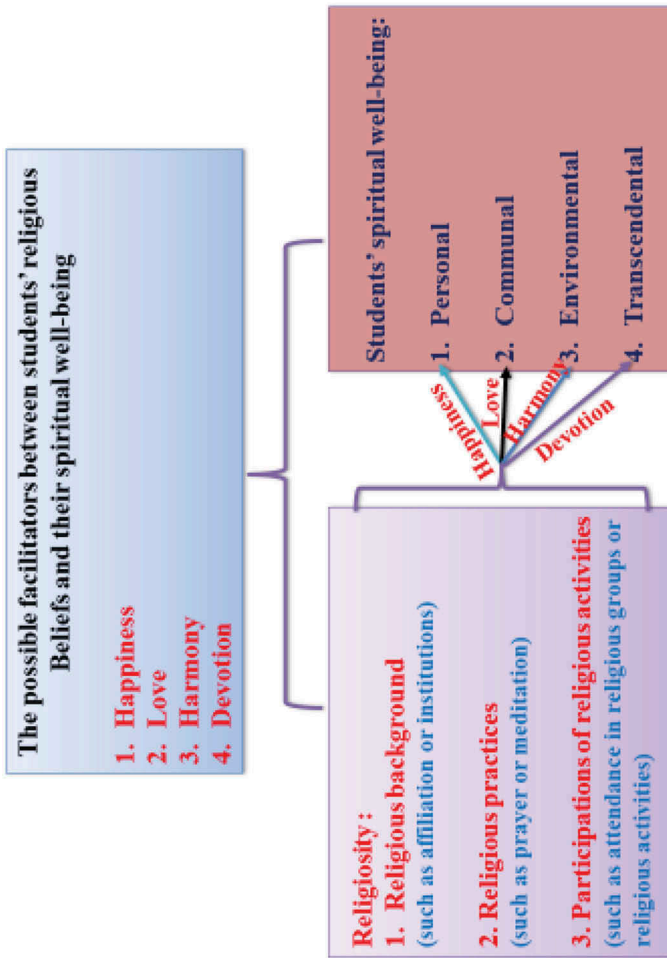 The possible facilitators between students' religious
Beliefs and their spiritual well-being
1. Happiness
2. Love
3. Harmony
4. Devotion
Religiosity:
1. Religious background
(such as affiliation or institutions)
2. Religious practices
(such as prayer or meditation)
3. Participations of religious activities
(such as attendance in religious groups or
religious activities)
Happiness
Love
Harmony
Devotion
Students' spiritual well-being:
1. Personal
2. Communal
3. Environmental
4. Transcendental